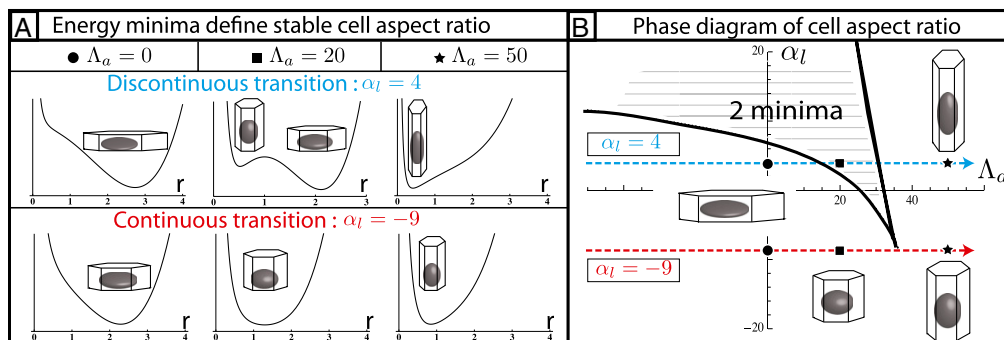 A Energy minima define stable cell aspect ratio
● Λ_a = 0 ■ Λ_a = 20 ★ Λ_a = 50
Discontinuous transition : α_l = 4
0 1 2 3 4 r
0 1 2 3 r
0 1 2 3 4 r
Continuous transition : α_l = −9
0 1 2 3 4 r
0 1 2 3 4 r
0 1 2 3 4 r
B Phase diagram of cell aspect ratio
20 α_l
2 minima
α_l = 4
Λ_a
20 40
α_l = −9
−20